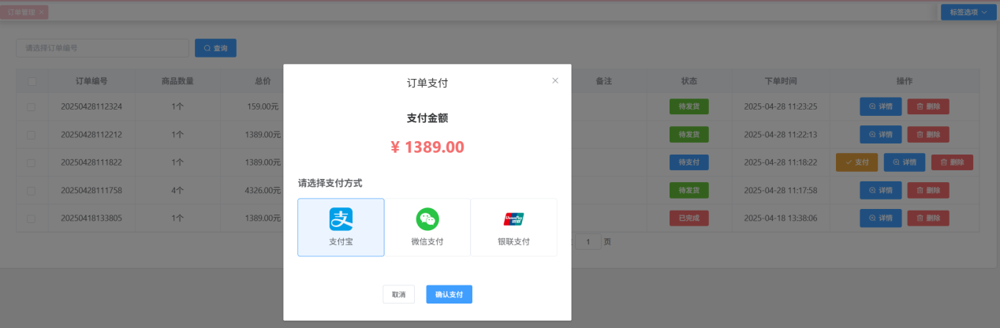 订单管理 ×
标签选项
请选择订单编号 查询
订单编号 商品数量 总价 备注 状态 下单时间 操作
20250428112324 1个 159.00元 待发货 2025-04-28 11:23:25 详情 删除
20250428112212 1个 1389.00元 待发货 2025-04-28 11:22:13 详情 删除
20250428111822 1个 1389.00元 待支付 2025-04-28 11:18:22 支付 详情 删除
20250428111758 4个 4326.00元 待发货 2025-04-28 11:17:58 详情 删除
20250418133805 1个 1389.00元 已完成 2025-04-18 13:38:06 详情 删除
1 页
订单支付 ×
支付金额
¥ 1389.00
请选择支付方式
支付宝 微信支付 银联支付
取消 确认支付